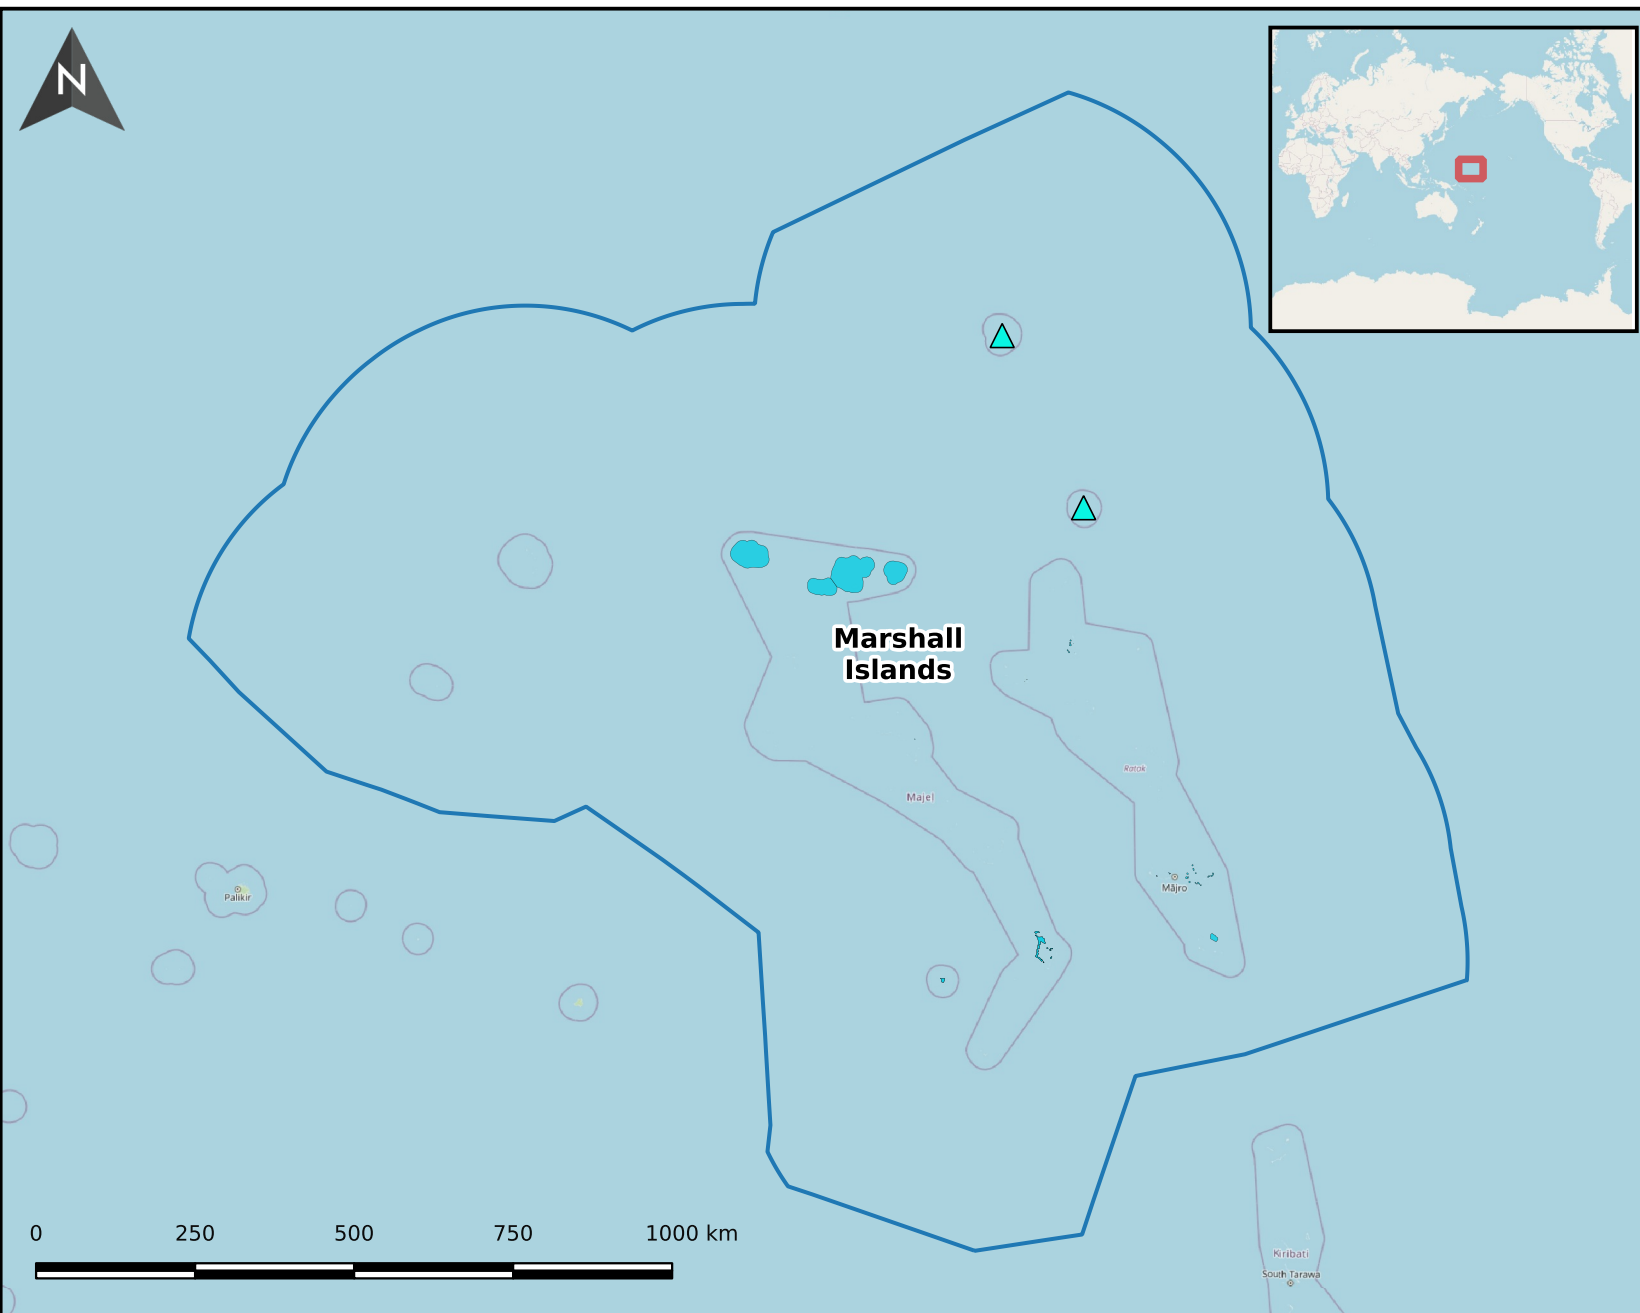 N
Marshall
Islands
Ratak
Majel
Mājro
Palikir
0 250 500 750 1000 km
Kiribati
South Tarawa